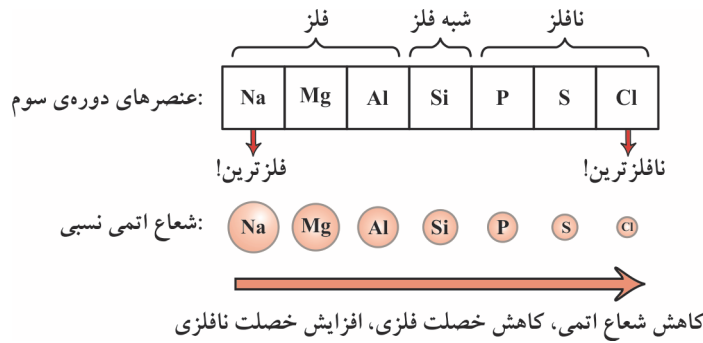 فلز شبه فلز نافلز
عنصرهای دوره‌ی سوم: Na Mg Al Si P S Cl
فلزترین! نافلزترین!
شعاع اتمی نسبی: Na Mg Al Si P S Cl
کاهش شعاع اتمی، کاهش خصلت فلزی، افزایش خصلت نافلزی